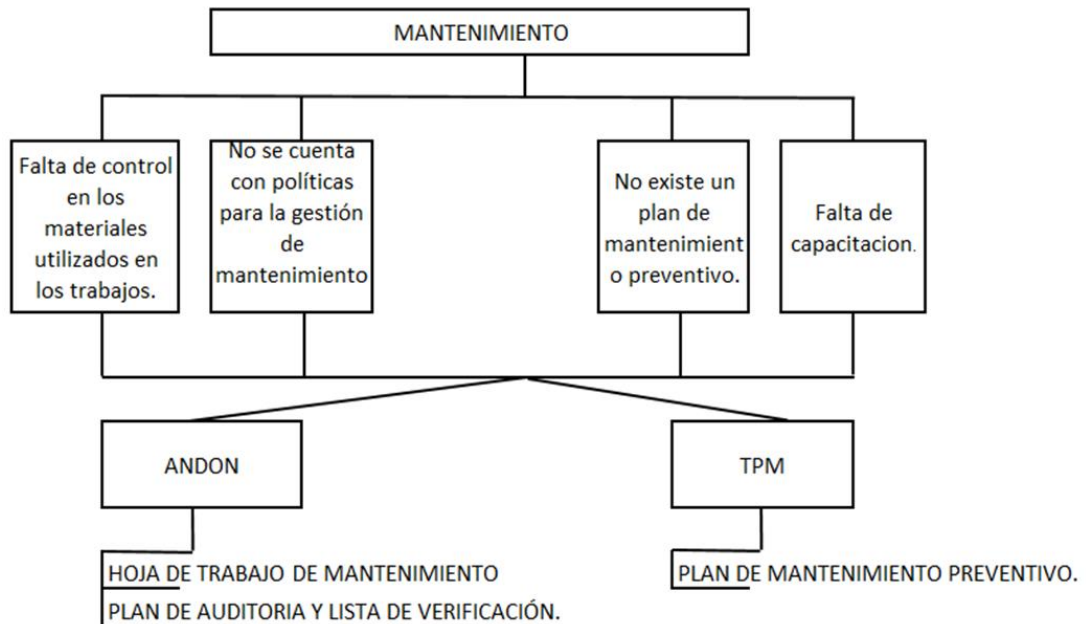 MANTENIMIENTO
Falta de control
en los
materiales
utilizados en
los trabajos.
No se cuenta
con políticas
para la gestión
de
mantenimiento
No existe un
plan de
mantenimient
o preventivo.
Falta de
capacitacion.
ANDON
TPM
HOJA DE TRABAJO DE MANTENIMIENTO
PLAN DE AUDITORIA Y LISTA DE VERIFICACIÓN.
PLAN DE MANTENIMIENTO PREVENTIVO.